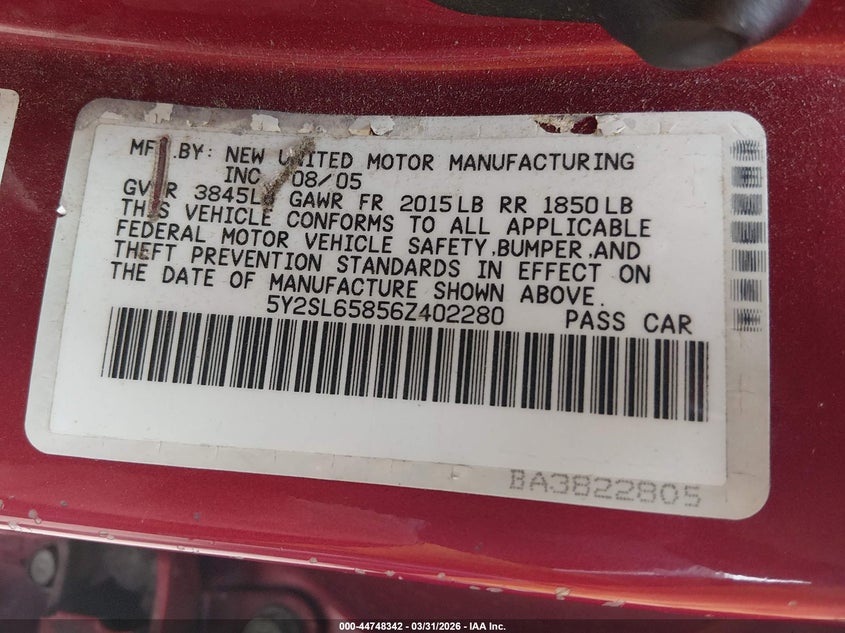 MFD.BY: NEW UNITED MOTOR MANUFACTURING
INC 08/05
GVWR 3845LB GAWR FR 2015LB RR 1850LB
THIS VEHICLE CONFORMS TO ALL APPLICABLE
FEDERAL MOTOR VEHICLE SAFETY,BUMPER,AND
THEFT PREVENTION STANDARDS IN EFFECT ON
THE DATE OF MANUFACTURE SHOWN ABOVE.
5Y2SL65856Z402280 PASS CAR
BA3822805
000-44748342 | 03/31/2026 - IAA Inc.